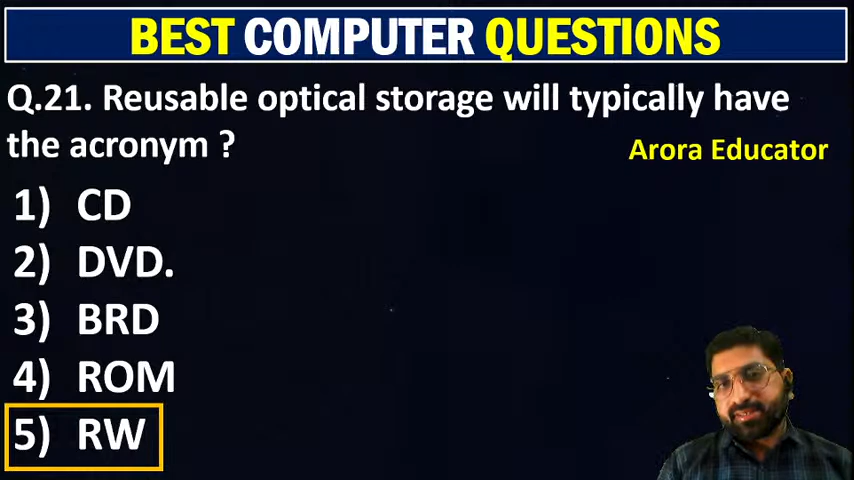 BEST COMPUTER QUESTIONS
Q.21. Reusable optical storage will typically have
the acronym ?
Arora Educator
1) CD
2) DVD.
3) BRD
4) ROM
5) RW